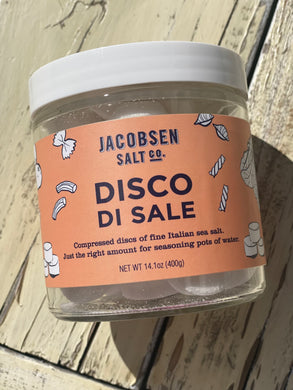 JACOBSEN
SALT CO.
DISCO
DI SALE
Compressed discs of fine Italian sea salt.
Just the right amount for seasoning pots of water.
NET WT 14.1oz (400g)